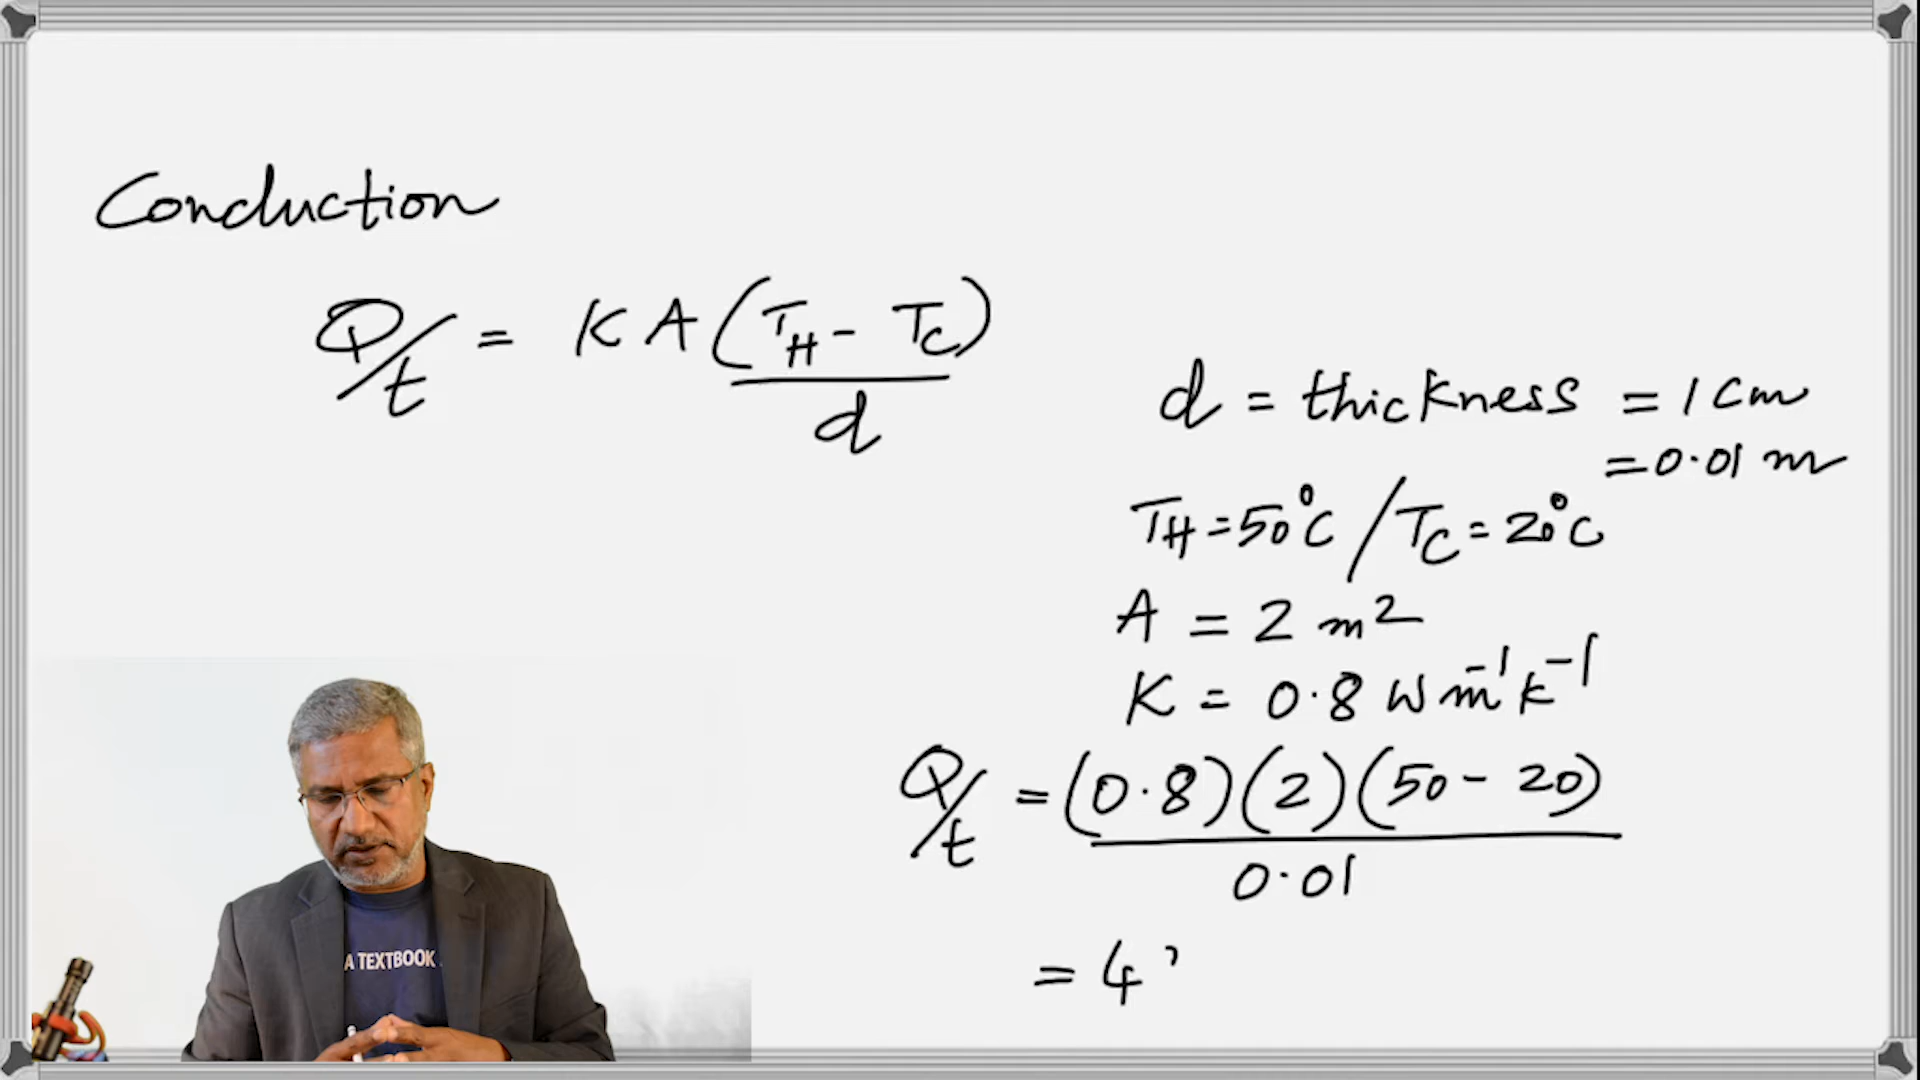 Conduction
Q/t = K A (T_H - T_C) / d
d = thickness = 1 cm
= 0.01 m
T_H = 50°C / T_C = 20°C
A = 2 m²
K = 0.8 W m⁻¹ k⁻¹
Q/t = (0.8)(2)(50 - 20) / 0.01
= 4
A TEXTBOOK